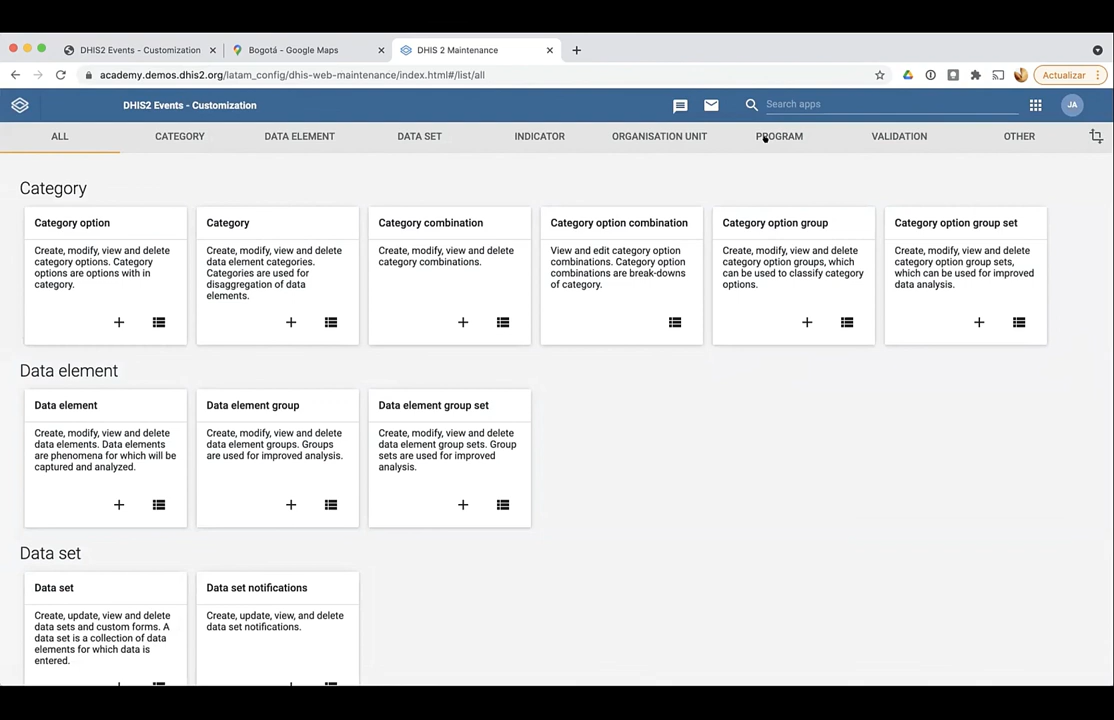 DHIS2 Events - Customization
Bogotá - Google Maps
DHIS 2 Maintenance
academy.demos.dhis2.org/latam_config/dhis-web-maintenance/index.html#/list/all
Actualizar
DHIS2 Events - Customization
Search apps
JA
ALL
CATEGORY
DATA ELEMENT
DATA SET
INDICATOR
ORGANISATION UNIT
PROGRAM
VALIDATION
OTHER
Category
Category option
Create, modify, view and delete
category options. Category
options are options with in
category.
Category
Create, modify, view and delete
data element categories.
Categories are used for
disaggregation of data
elements.
Category combination
Create, modify, view and delete
category combinations.
Category option combination
View and edit category option
combinations. Category option
combinations are break-downs
of category.
Category option group
Create, modify, view and delete
category option groups, which
can be used to classify category
options.
Category option group set
Create, modify, view and delete
category option group sets,
which can be used for improved
data analysis.
Data element
Data element
Create, modify, view and delete
data elements. Data elements
are phenomena for which will be
captured and analyzed.
Data element group
Create, modify, view and delete
data element groups. Groups
are used for improved analysis.
Data element group set
Create, modify, view and delete
data element group sets. Group
sets are used for improved
analysis.
Data set
Data set
Create, update, view and delete
data sets and custom forms. A
data set is a collection of data
elements for which data is
entered.
Data set notifications
Create, update, view, and delete
data set notifications.